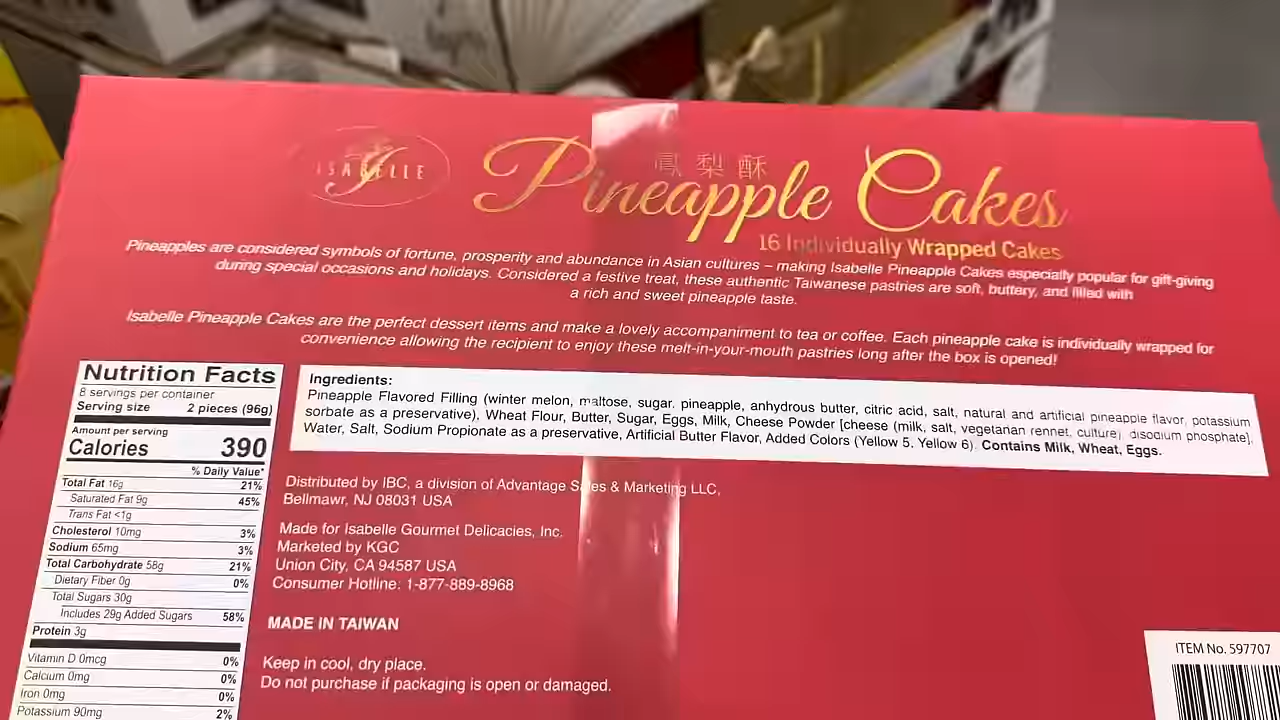 ISABELLE
鳳梨酥
Pineapple Cakes
16 Individually Wrapped Cakes
Pineapples are considered symbols of fortune, prosperity and abundance in Asian cultures – making Isabelle Pineapple Cakes especially popular for gift-giving
during special occasions and holidays. Considered a festive treat, these authentic Taiwanese pastries are soft, buttery, and filled with
a rich and sweet pineapple taste.
Isabelle Pineapple Cakes are the perfect dessert items and make a lovely accompaniment to tea or coffee. Each pineapple cake is individually wrapped for
convenience allowing the recipient to enjoy these melt-in-your-mouth pastries long after the box is opened!
Nutrition Facts
8 servings per container
Serving size 2 pieces (96g)
Amount per serving
Calories 390
% Daily Value*
Total Fat 16g 21%
Saturated Fat 9g 45%
Trans Fat <1g
Cholesterol 10mg 3%
Sodium 65mg 3%
Total Carbohydrate 58g 21%
Dietary Fiber 0g 0%
Total Sugars 30g
Includes 29g Added Sugars 58%
Protein 3g
Vitamin D 0mcg 0%
Calcium 0mg 0%
Iron 0mg 0%
Potassium 90mg 2%
Ingredients:
Pineapple Flavored Filling (winter melon, maltose, sugar, pineapple, anhydrous butter, citric acid, salt, natural and artificial pineapple flavor, potassium
sorbate as a preservative), Wheat Flour, Butter, Sugar, Eggs, Milk, Cheese Powder [cheese (milk, salt, vegetarian rennet, culture), disodium phosphate],
Water, Salt, Sodium Propionate as a preservative, Artificial Butter Flavor, Added Colors (Yellow 5, Yellow 6). Contains Milk, Wheat, Eggs.
Distributed by IBC, a division of Advantage Sales & Marketing LLC,
Bellmawr, NJ 08031 USA
Made for Isabelle Gourmet Delicacies, Inc.
Marketed by KGC
Union City, CA 94587 USA
Consumer Hotline: 1-877-889-8968
MADE IN TAIWAN
Keep in cool, dry place.
Do not purchase if packaging is open or damaged.
ITEM No. 597707